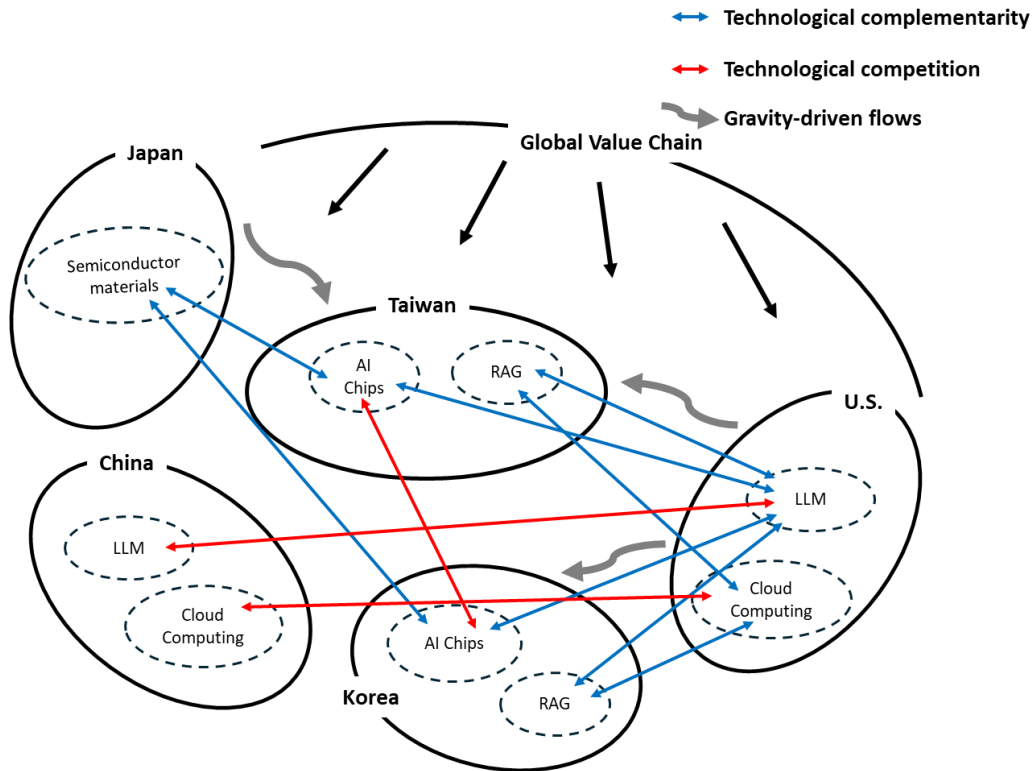 Technological complementarity
Technological competition
Gravity-driven flows
Global Value Chain
Japan
Semiconductor
materials
Taiwan
AI
Chips
RAG
U.S.
LLM
Cloud
Computing
China
LLM
Cloud
Computing
Korea
AI Chips
RAG